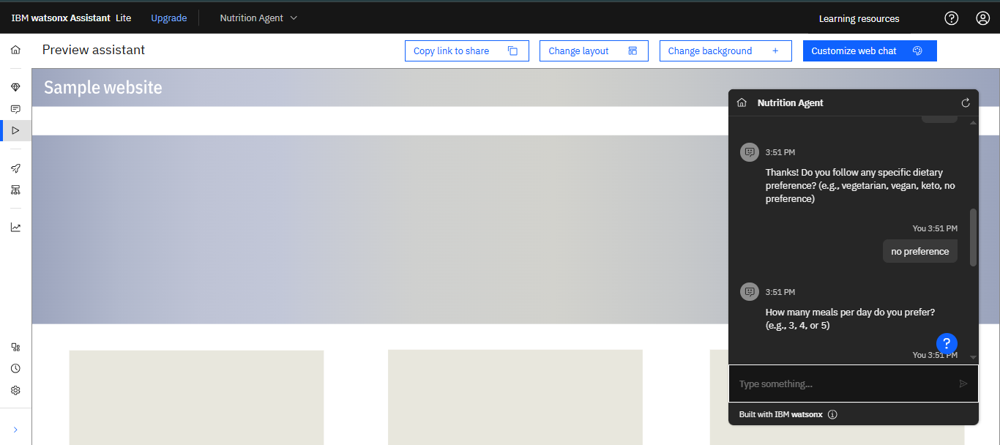 IBM watsonx Assistant Lite Upgrade Nutrition Agent Learning resources
Preview assistant Copy link to share Change layout Change background Customize web chat
Sample website
Nutrition Agent
3:51 PM
Thanks! Do you follow any specific dietary
preference? (e.g., vegetarian, vegan, keto, no
preference)
You 3:51 PM
no preference
3:51 PM
How many meals per day do you prefer?
(e.g., 3, 4, or 5)
?
You 3:51 PM
Type something...
Built with IBM watsonx